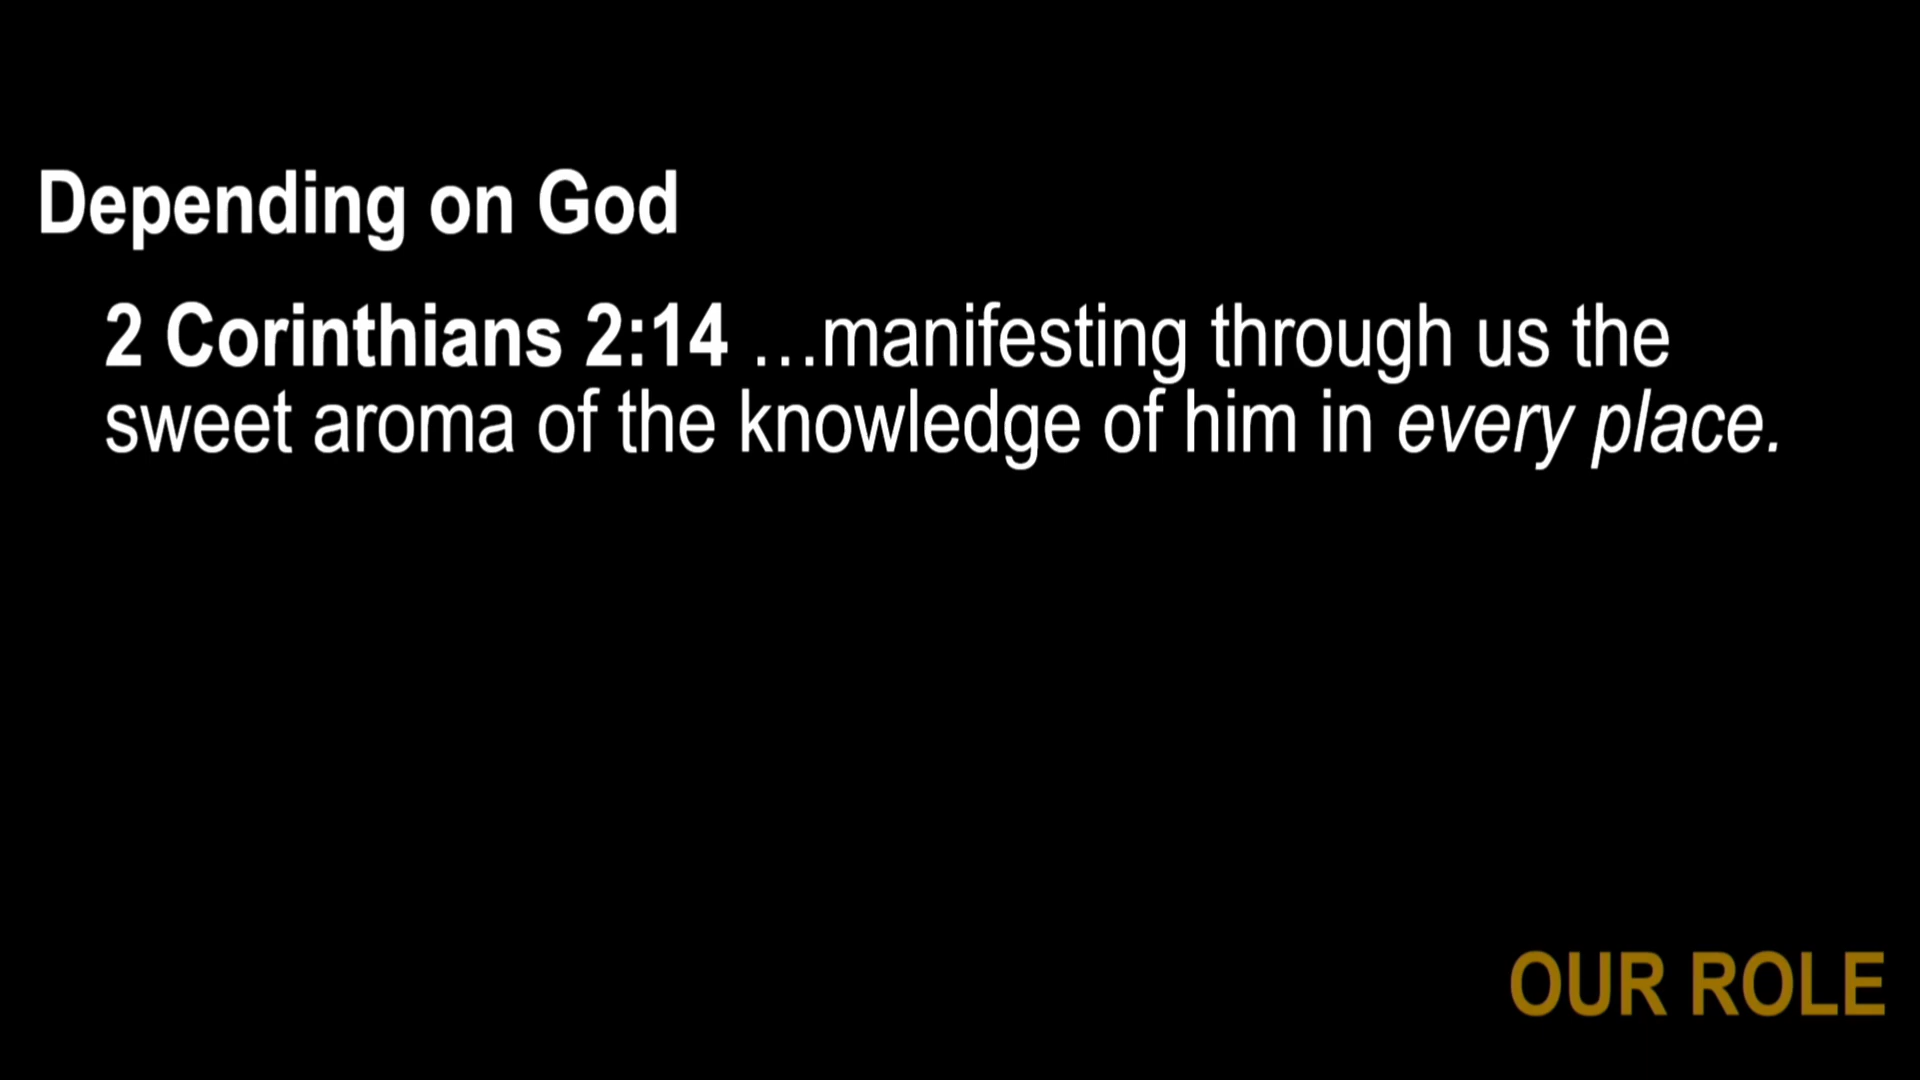 Depending on God
2 Corinthians 2:14 …manifesting through us the
sweet aroma of the knowledge of him in every place.
OUR ROLE